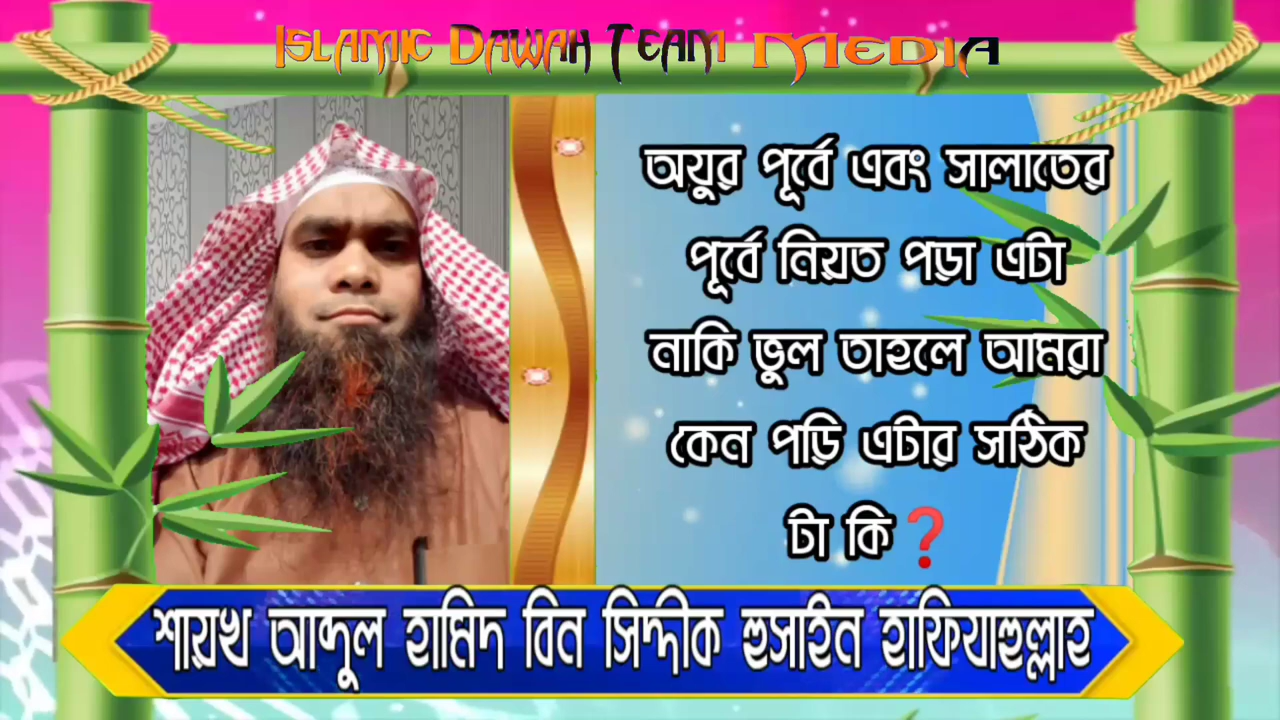 Islamic Dawah Team Media
অযুর পূর্বে এবং সালাতের
পূর্বে নিয়ত পড়া এটা
নাকি ভুল তাহলে আমরা
কেন পড়ি এটার সঠিক
টা কি❓
শায়খ আব্দুল হামিদ বিন সিদ্দীক হুসাইন হাফিযাহুল্লাহ